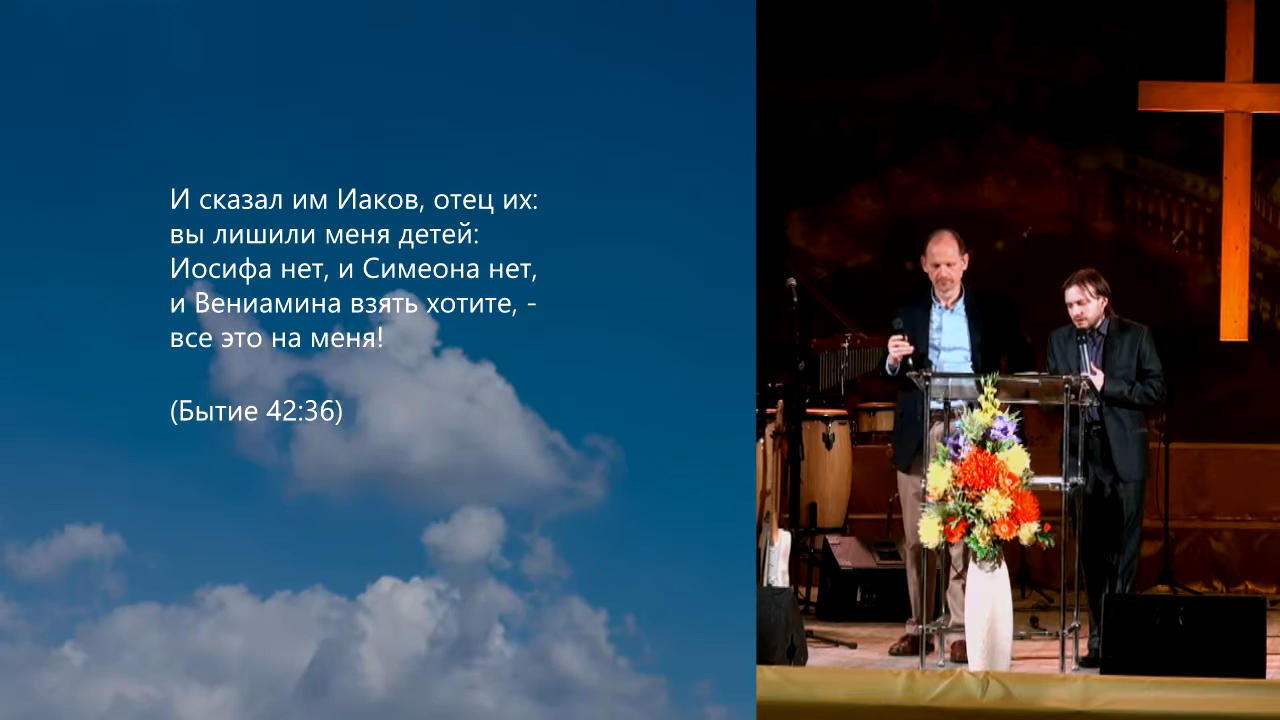 И сказал им Иаков, отец их:
вы лишили меня детей:
Иосифа нет, и Симеона нет,
и Вениамина взять хотите, -
все это на меня!
(Бытие 42:36)